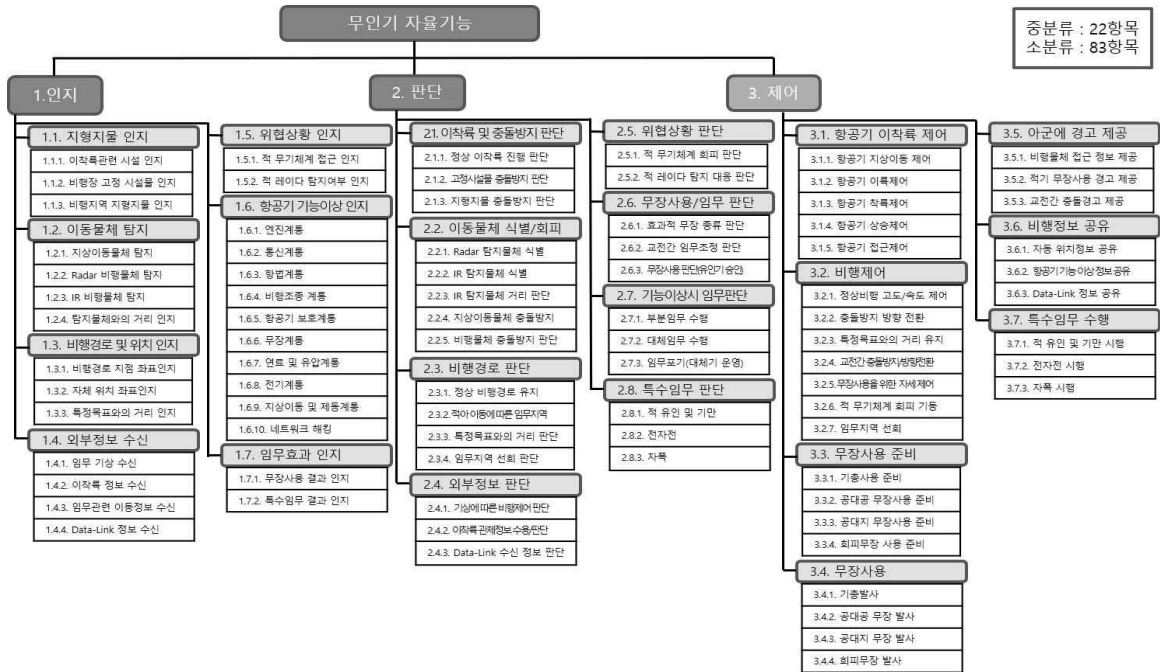 무인기 자율기능
중분류 : 22항목
소분류 : 83항목
1.인지
1.1. 지형지물 인지
1.1.1. 이착륙관련 시설 인지
1.1.2. 비행장 고정 시설물 인지
1.1.3. 비행지역 지형지물 인지
1.2. 이동물체 탐지
1.2.1. 지상이동물체 탐지
1.2.2. Radar 비행물체 탐지
1.2.3. IR 비행물체 탐지
1.2.4. 탐지물체와의 거리 인지
1.3. 비행경로 및 위치 인지
1.3.1. 비행경로 지점 좌표인지
1.3.2. 자체 위치 좌표인지
1.3.3. 특정목표와의 거리 인지
1.4. 외부정보 수신
1.4.1. 임무 기상 수신
1.4.2. 이착륙 정보 수신
1.4.3. 임무관련 이동정보 수신
1.4.4. Data-Link 정보 수신
1.5. 위협상황 인지
1.5.1. 적 무기체계 접근 인지
1.5.2. 적 레이다 탐지여부 인지
1.6. 항공기 기능이상 인지
1.6.1. 엔진계통
1.6.2. 통신계통
1.6.3. 항법계통
1.6.4. 비행조종 계통
1.6.5. 항공기 보호계통
1.6.6. 무장계통
1.6.7. 연료 및 유압계통
1.6.8. 전기계통
1.6.9. 지상이동 및 제동계통
1.6.10. 네트워크 해킹
1.7. 임무효과 인지
1.7.1. 무장사용 결과 인지
1.7.2. 특수임무 결과 인지
2. 판단
2.1. 이착륙 및 충돌방지 판단
2.1.1. 정상 이착륙 진행 판단
2.1.2. 고정시설물 충돌방지 판단
2.1.3. 지형지물 충돌방지 판단
2.2. 이동물체 식별/회피
2.2.1. Radar 탐지물체 식별
2.2.2. IR 탐지물체 식별
2.2.3. IR 탐지물체 거리 판단
2.2.4. 지상이동물체 충돌방지
2.2.5. 비행물체 충돌방지 판단
2.3. 비행경로 판단
2.3.1. 정상 비행경로 유지
2.3.2. 적아 이동에 따른 임무지역
2.3.3. 특정목표와의 거리 판단
2.3.4. 임무지역 선회 판단
2.4. 외부정보 판단
2.4.1. 기상에 따른 비행제어 판단
2.4.2. 이착륙 관제정보 수용/판단
2.4.3. Data-Link 수신 정보 판단
2.5. 위협상황 판단
2.5.1. 적 무기체계 회피 판단
2.5.2. 적 레이다 탐지 대응 판단
2.6. 무장사용/임무 판단
2.6.1. 효과적 무장 종류 판단
2.6.2. 교전간 임무조정 판단
2.6.3. 무장사용 판단(유인기 승인)
2.7. 기능이상시 임무판단
2.7.1. 부분임무 수행
2.7.2. 대체임무 수행
2.7.3. 임무포기(대체기 운영)
2.8. 특수임무 판단
2.8.1. 적 유인 및 기만
2.8.2. 전자전
2.8.3. 자폭
3. 제어
3.1. 항공기 이착륙 제어
3.1.1. 항공기 지상이동 제어
3.1.2. 항공기 이륙제어
3.1.3. 항공기 착륙제어
3.1.4. 항공기 상승제어
3.1.5. 항공기 접근제어
3.2. 비행제어
3.2.1. 정상비행 고도/속도 제어
3.2.2. 충돌방지 방향 전환
3.2.3. 특정목표와의 거리 유지
3.2.4. 교전간 충돌방지/방향전환
3.2.5. 무장사용을 위한 자세 제어
3.2.6. 적 무기체계 회피 기동
3.2.7. 임무지역 선회
3.3. 무장사용 준비
3.3.1. 기총사용 준비
3.3.2. 공대공 무장사용 준비
3.3.3. 공대지 무장사용 준비
3.3.4. 회피무장 사용 준비
3.4. 무장사용
3.4.1. 기총발사
3.4.2. 공대공 무장 발사
3.4.3. 공대지 무장 발사
3.4.4. 회피무장 발사
3.5. 아군에 경고 제공
3.5.1. 비행물체 접근 정보 제공
3.5.2. 적기 무장사용 경고 제공
3.5.3. 교전간 충돌경고 제공
3.6. 비행정보 공유
3.6.1. 자동 위치정보 공유
3.6.2. 항공기 기능 이상 정보 공유
3.6.3. Data-Link 정보 공유
3.7. 특수임무 수행
3.7.1. 적 유인 및 기만 시행
3.7.2. 전자전 시행
3.7.3. 자폭 시행